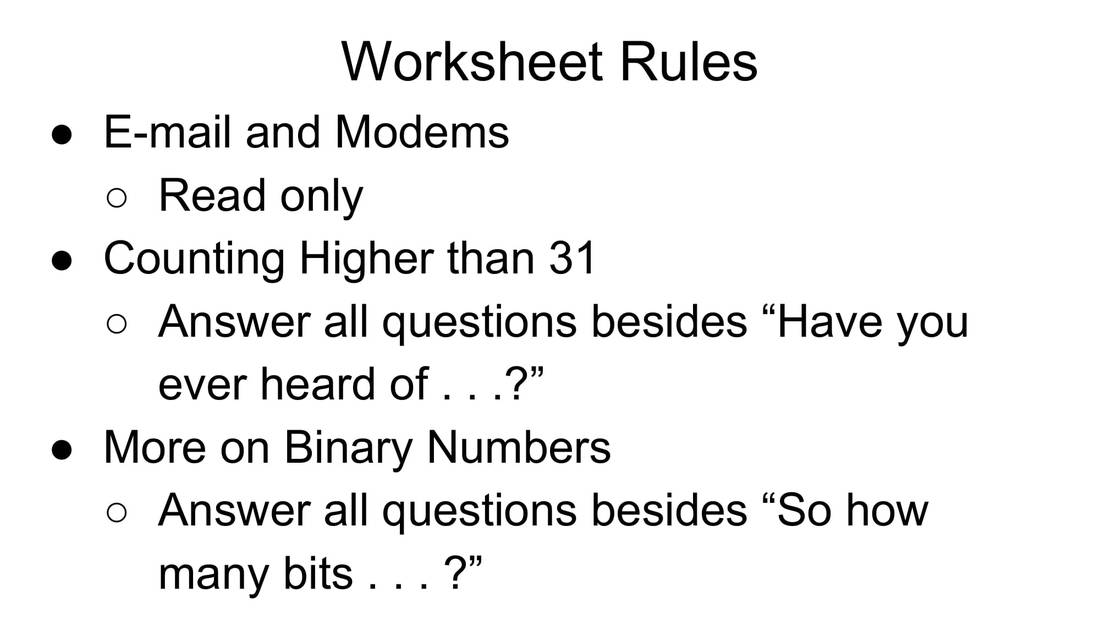 Worksheet Rules
● E-mail and Modems
○ Read only
● Counting Higher than 31
○ Answer all questions besides “Have you
ever heard of . . .?”
● More on Binary Numbers
○ Answer all questions besides “So how
many bits . . . ?”